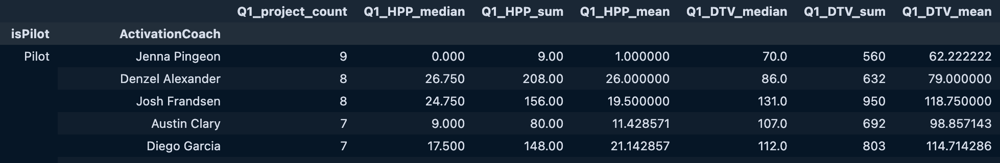 Q1_project_count Q1_HPP_median Q1_HPP_sum Q1_HPP_mean Q1_DTV_median Q1_DTV_sum Q1_DTV_mean
isPilot ActivationCoach
Pilot Jenna Pingeon 9 0.000 9.00 1.000000 70.0 560 62.222222
Denzel Alexander 8 26.750 208.00 26.000000 86.0 632 79.000000
Josh Frandsen 8 24.750 156.00 19.500000 131.0 950 118.750000
Austin Clary 7 9.000 80.00 11.428571 107.0 692 98.857143
Diego Garcia 7 17.500 148.00 21.142857 112.0 803 114.714286